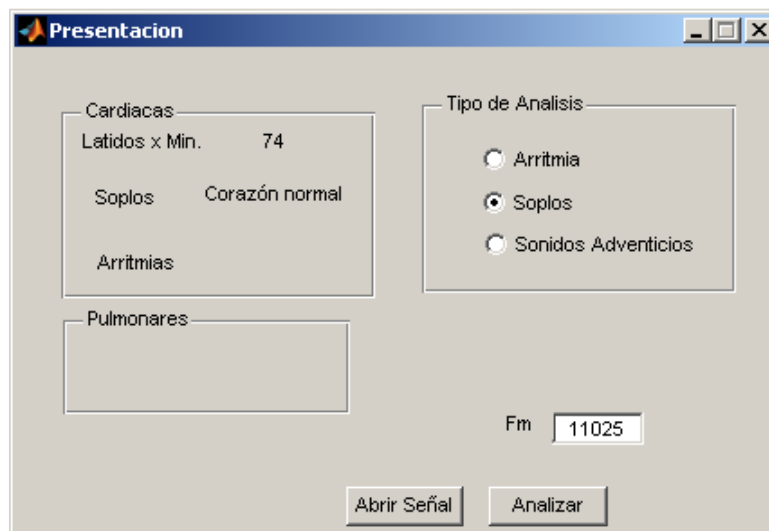 Presentacion
Cardiacas
Latidos x Min. 74
Soplos Corazón normal
Arritmias
Pulmonares
Tipo de Analisis
Arritmia
Soplos
Sonidos Adventicios
Fm 11025
Abrir Señal Analizar